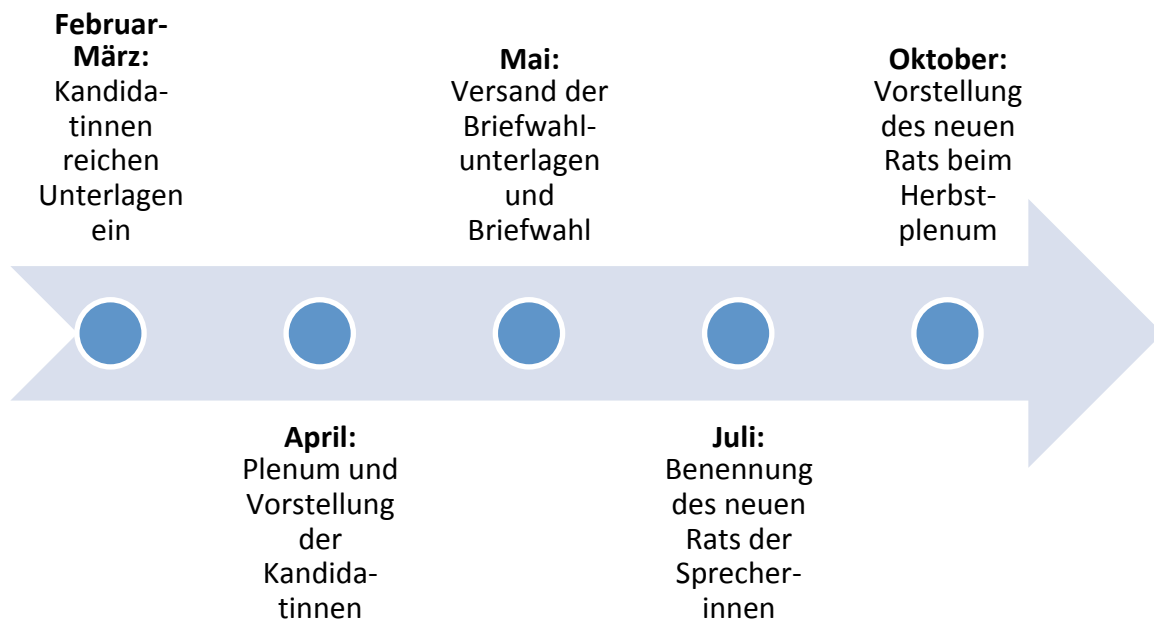 Februar-
März:
Kandida-
tinnen
reichen
Unterlagen
ein
April:
Plenum und
Vorstellung
der
Kandida-
tinnen
Mai:
Versand der
Briefwahl-
unterlagen
und
Briefwahl
Juli:
Benennung
des neuen
Rats der
Sprecher-
innen
Oktober:
Vorstellung
des neuen
Rats beim
Herbst-
plenum